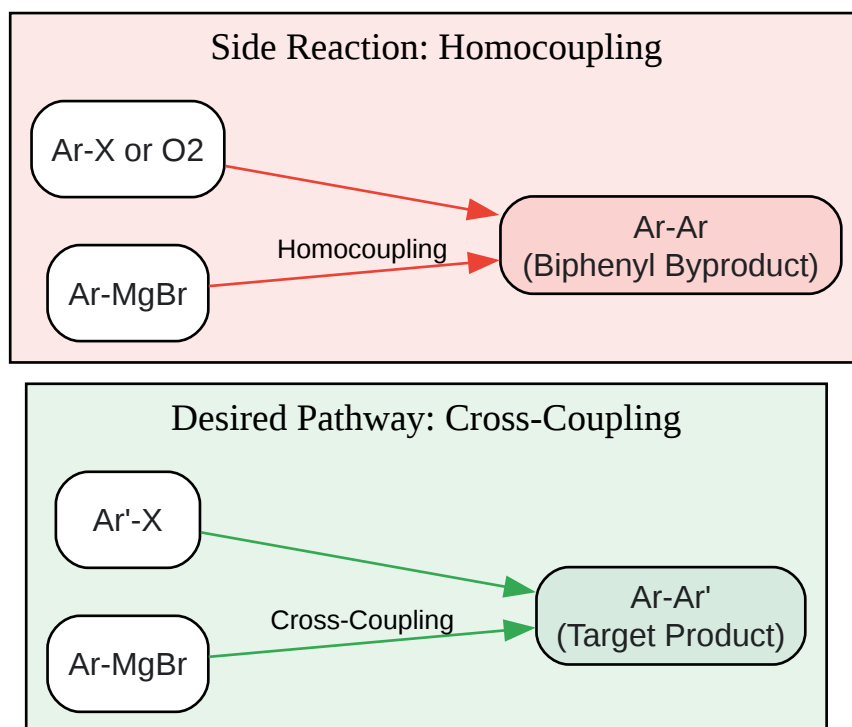 Side Reaction: Homocoupling
Ar-X or O2
Homocoupling
Ar-MgBr
Ar-Ar
(Biphenyl Byproduct)
Desired Pathway: Cross-Coupling
Ar'-X
Cross-Coupling
Ar-MgBr
Ar-Ar'
(Target Product)